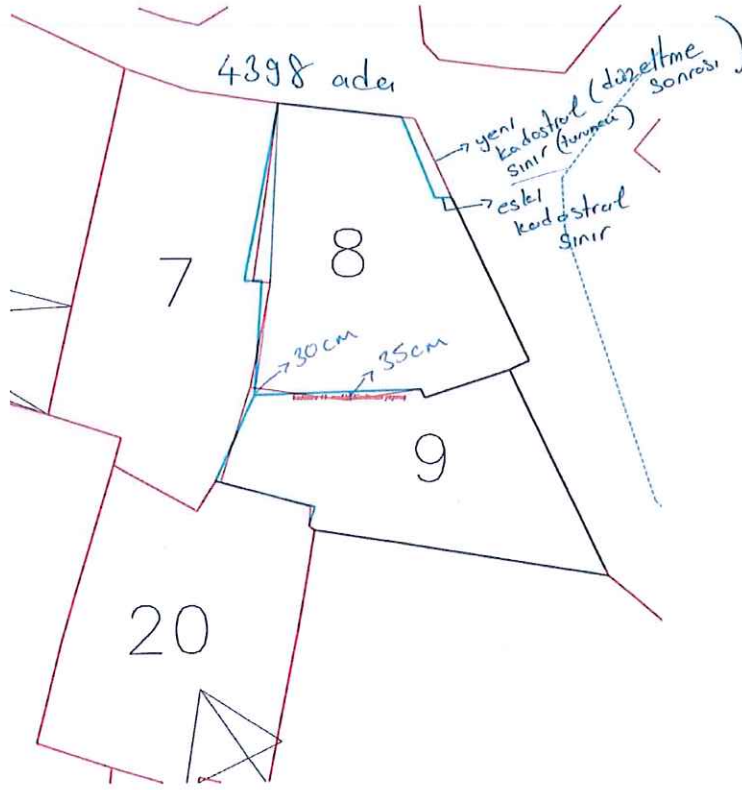 4398 ada
yeni
kadastral (düzeltme
sonrası)
sınır (turuncu)
eski
kadastral
sınır
7
8
30cm
35cm
9
20